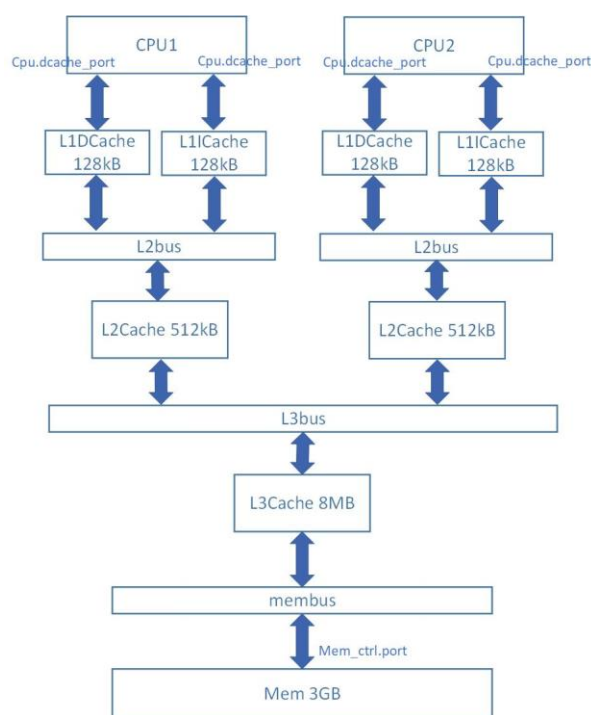 CPU1
CPU2
Cpu.dcache_port
Cpu.dcache_port
Cpu.dcache_port
Cpu.dcache_port
L1DCache
128kB
L1ICache
128kB
L1DCache
128kB
L1ICache
128kB
L2bus
L2bus
L2Cache 512kB
L2Cache 512kB
L3bus
L3Cache 8MB
membus
Mem_ctrl.port
Mem 3GB